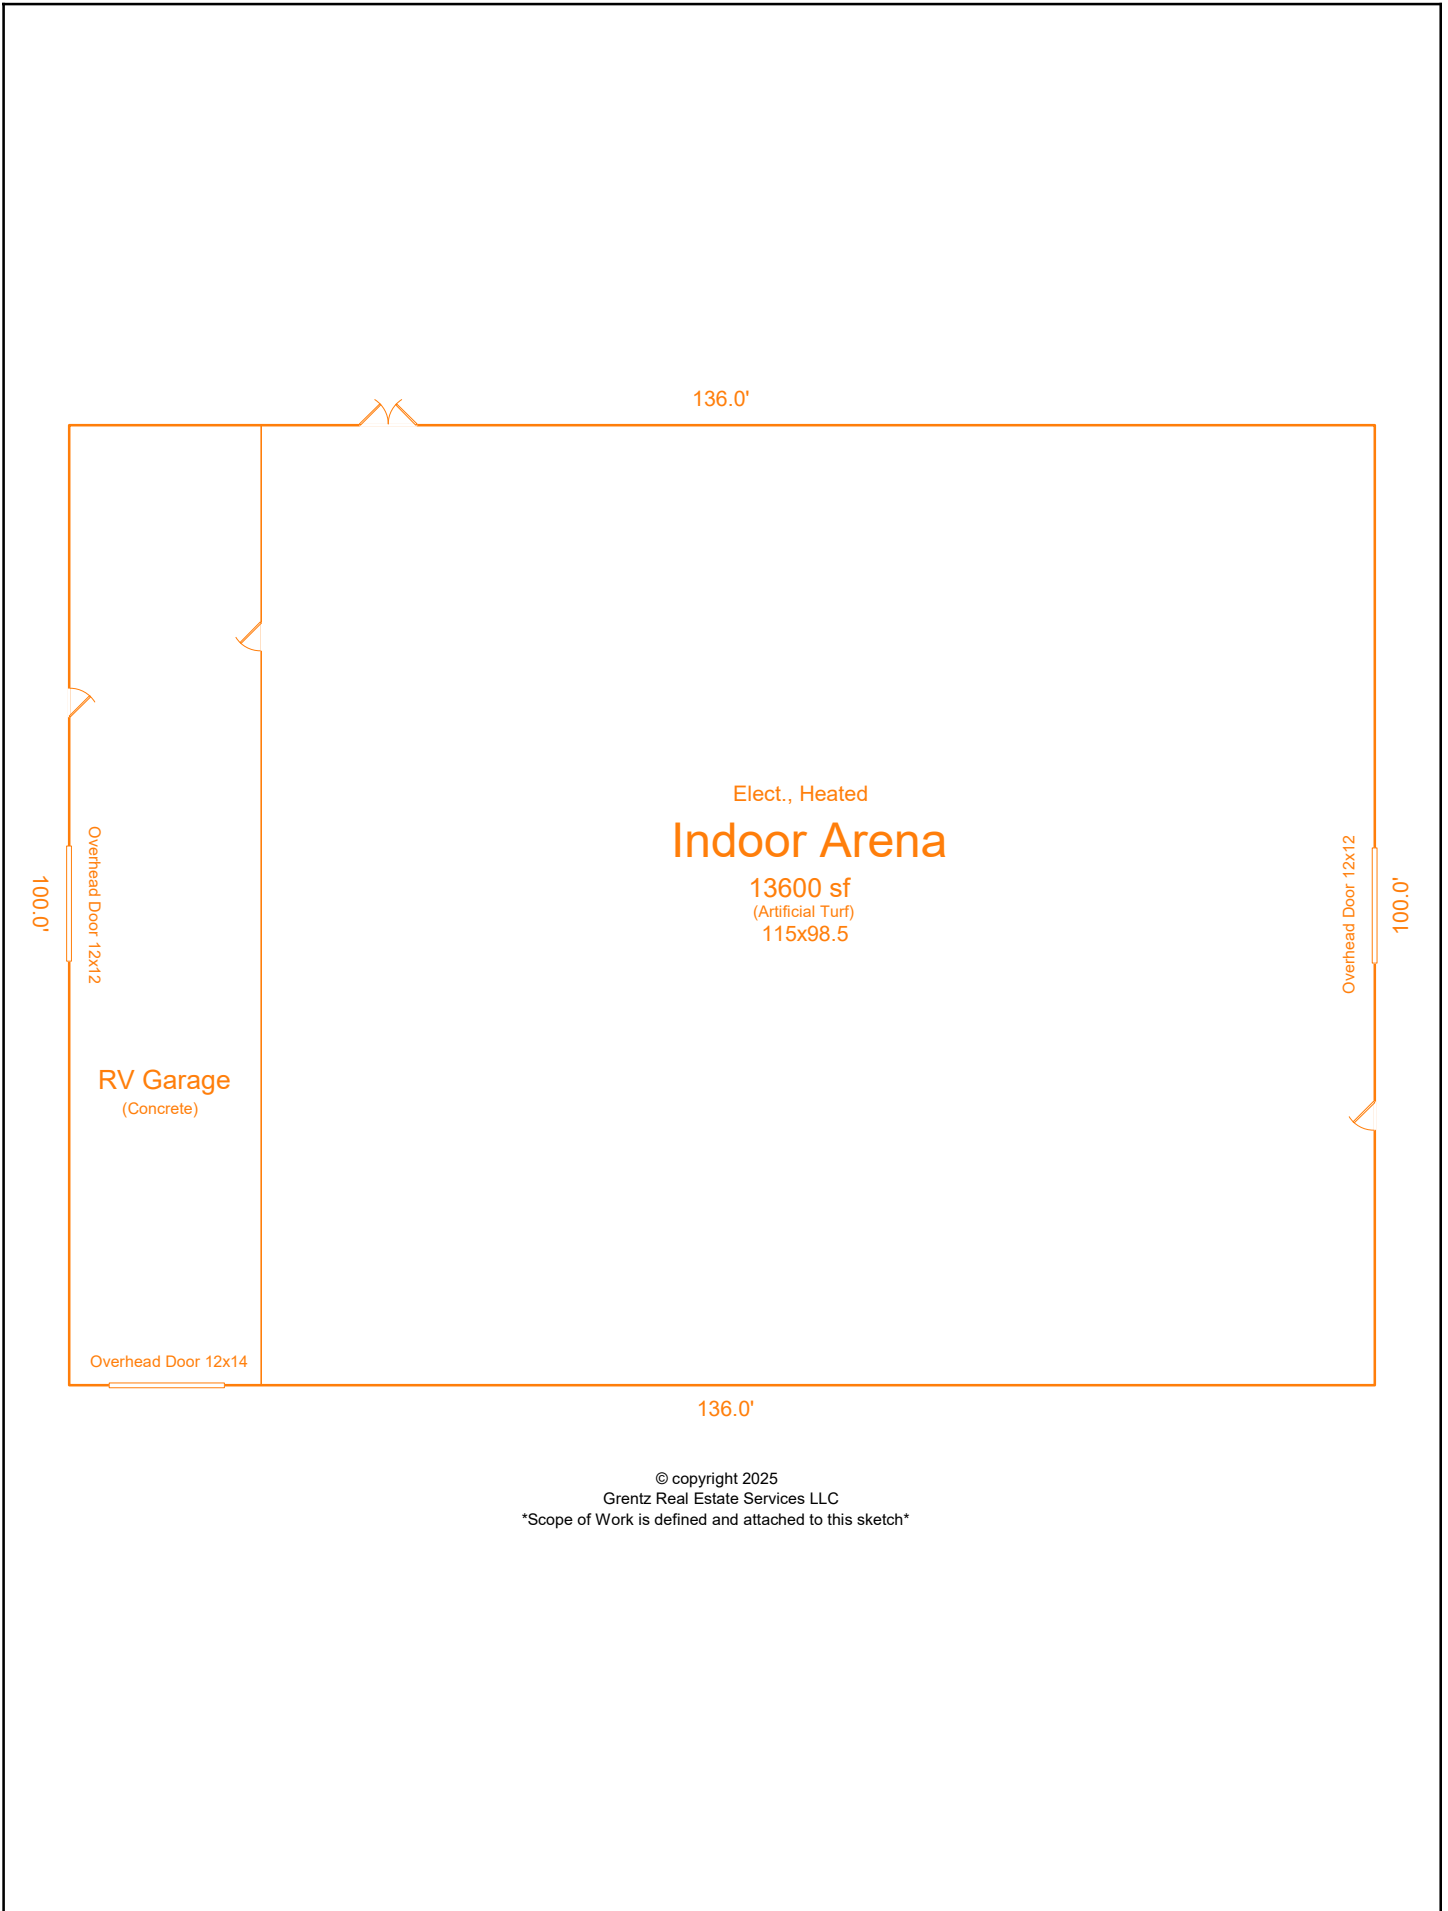 136.0'
Elect., Heated
Indoor Arena
13600 sf
(Artificial Turf)
115x98.5
Overhead Door 12x12
100.0'
Overhead Door 12x12
100.0'
RV Garage
(Concrete)
Overhead Door 12x14
136.0'
© copyright 2025
Grentz Real Estate Services LLC
*Scope of Work is defined and attached to this sketch*